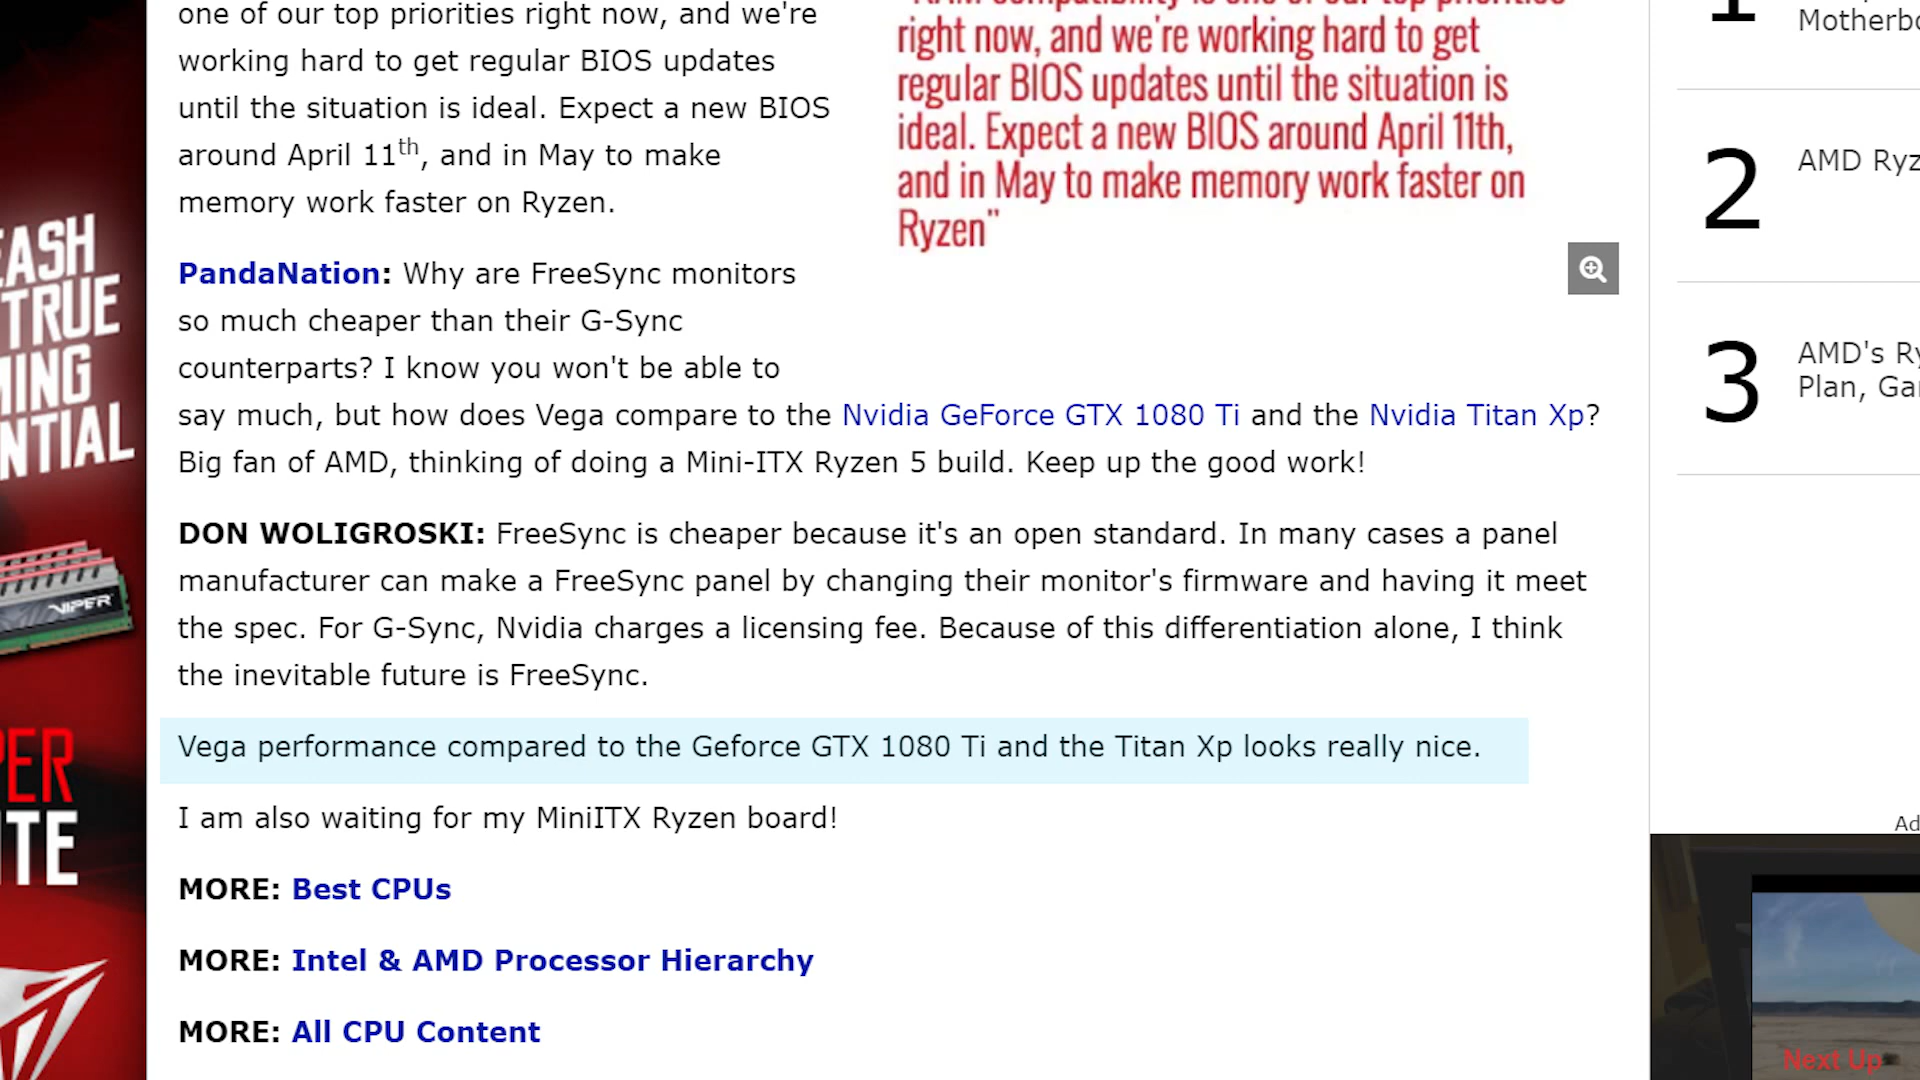 one of our top priorities right now, and we're
working hard to get regular BIOS updates
until the situation is ideal. Expect a new BIOS
around April 11th, and in May to make
memory work faster on Ryzen.
right now, and we're working hard to get
regular BIOS updates until the situation is
ideal. Expect a new BIOS around April 11th,
and in May to make memory work faster on
Ryzen"
PandaNation: Why are FreeSync monitors
so much cheaper than their G-Sync
counterparts? I know you won't be able to
say much, but how does Vega compare to the Nvidia GeForce GTX 1080 Ti and the Nvidia Titan Xp?
Big fan of AMD, thinking of doing a Mini-ITX Ryzen 5 build. Keep up the good work!
DON WOLIGROSKI: FreeSync is cheaper because it's an open standard. In many cases a panel
manufacturer can make a FreeSync panel by changing their monitor's firmware and having it meet
the spec. For G-Sync, Nvidia charges a licensing fee. Because of this differentiation alone, I think
the inevitable future is FreeSync.
Vega performance compared to the Geforce GTX 1080 Ti and the Titan Xp looks really nice.
I am also waiting for my MiniITX Ryzen board!
MORE: Best CPUs
MORE: Intel & AMD Processor Hierarchy
MORE: All CPU Content
EASH
TRUE
MING
NTIAL
VIPER
PER
ITE
1
Motherbo
2
AMD Ryz
3
AMD's Ry
Plan, Ga
Ad
Next Up